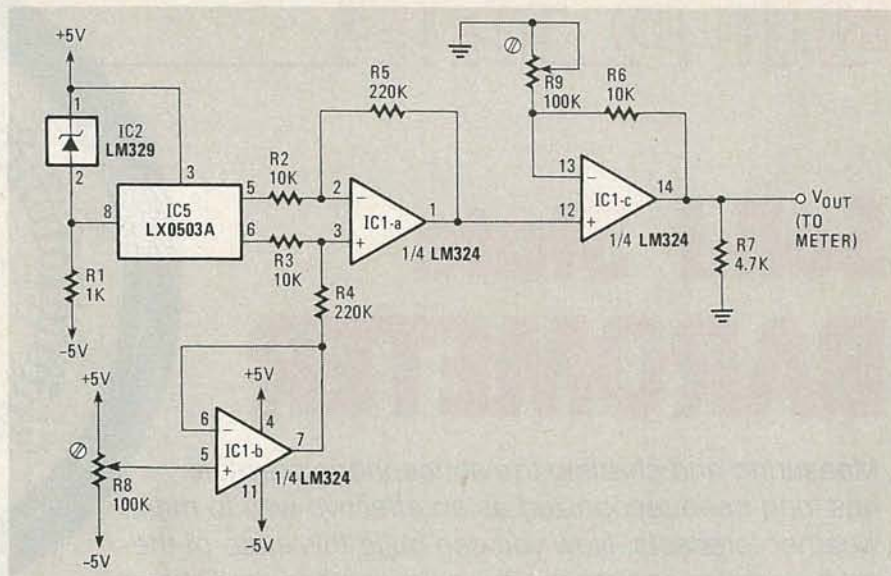 +5V
1
IC2
LM329
2
3
8
IC5
LX0503A
5
6
R1
1K
-5V
R2
10K
R3
10K
R5
220K
2
-
3
+
IC1-a
1
1/4 LM324
R4
220K
+5V
R8
100K
-5V
6
-
5
+
IC1-b
+5V
4
7
11
1/4 LM324
-5V
R9
100K
R6
10K
13
-
12
+
IC1-c
14
1/4 LM324
VOUT
(TO
METER)
R7
4.7K